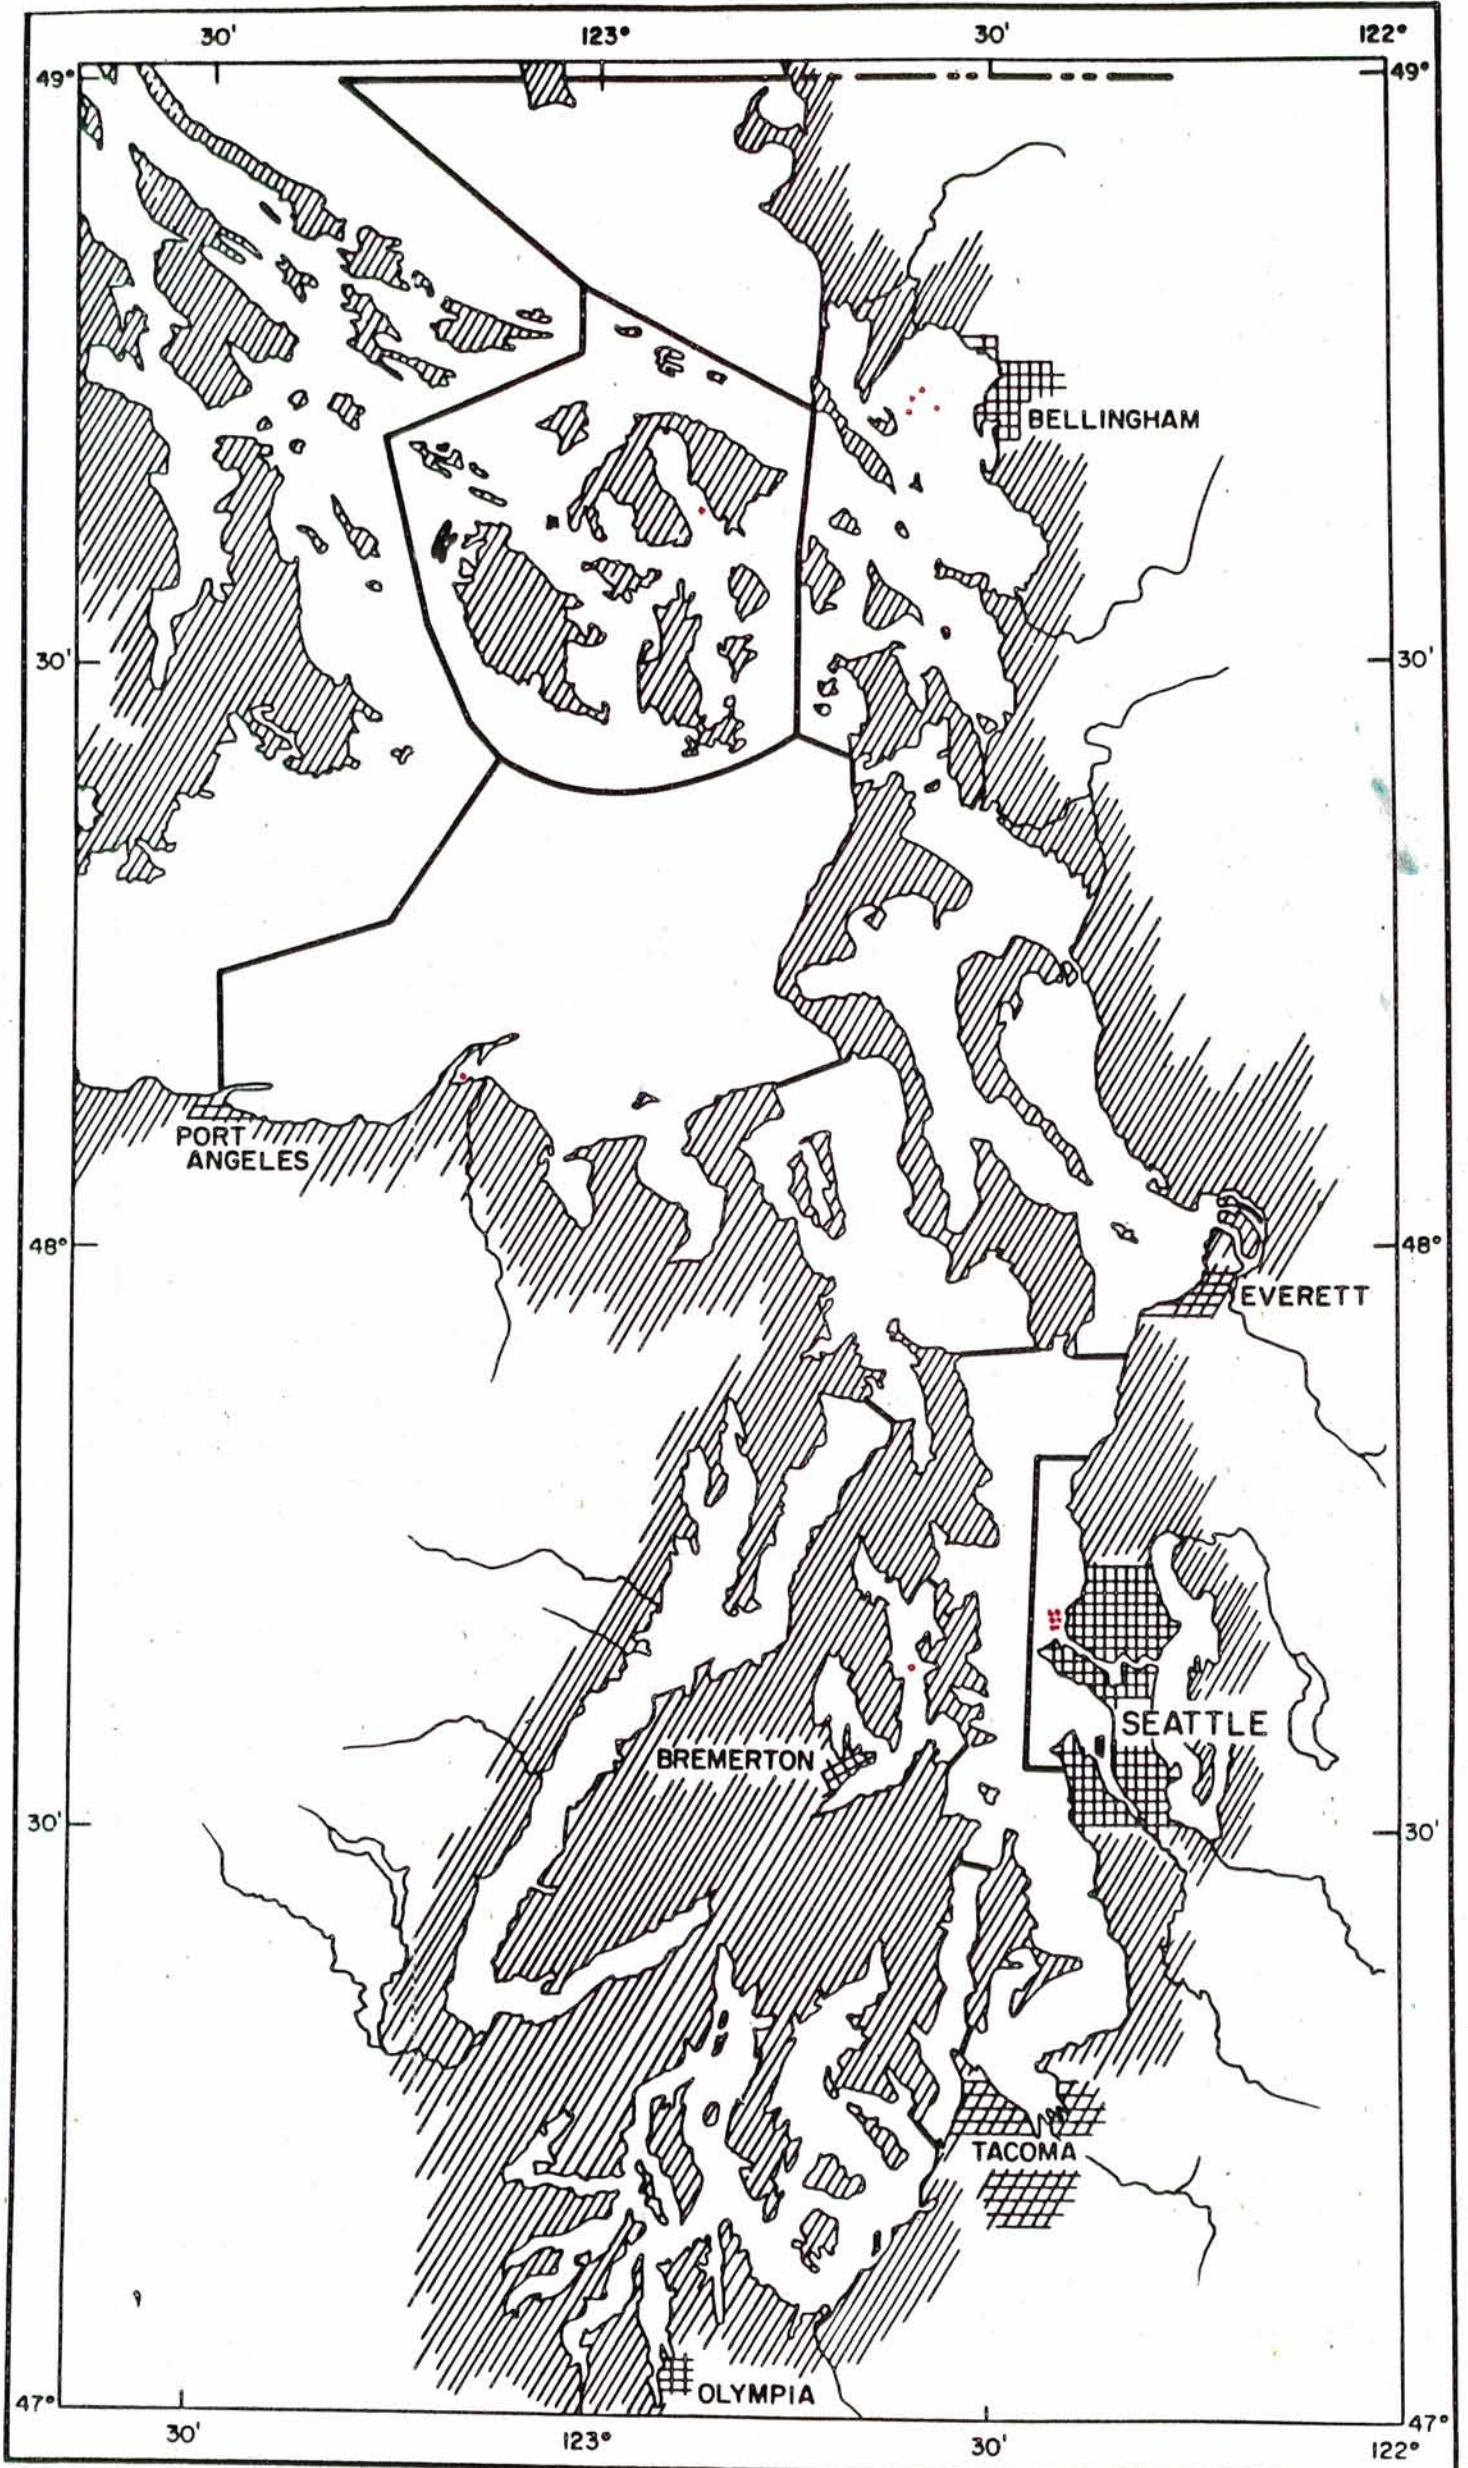 30' 123° 30' 122°
49° 49°
BELLINGHAM
30' 30'
PORT
ANGELES
48° 48°
EVERETT
SEATTLE
BREMERTON
30' 30'
TACOMA
OLYMPIA
47° 47°
30' 123° 30' 122°